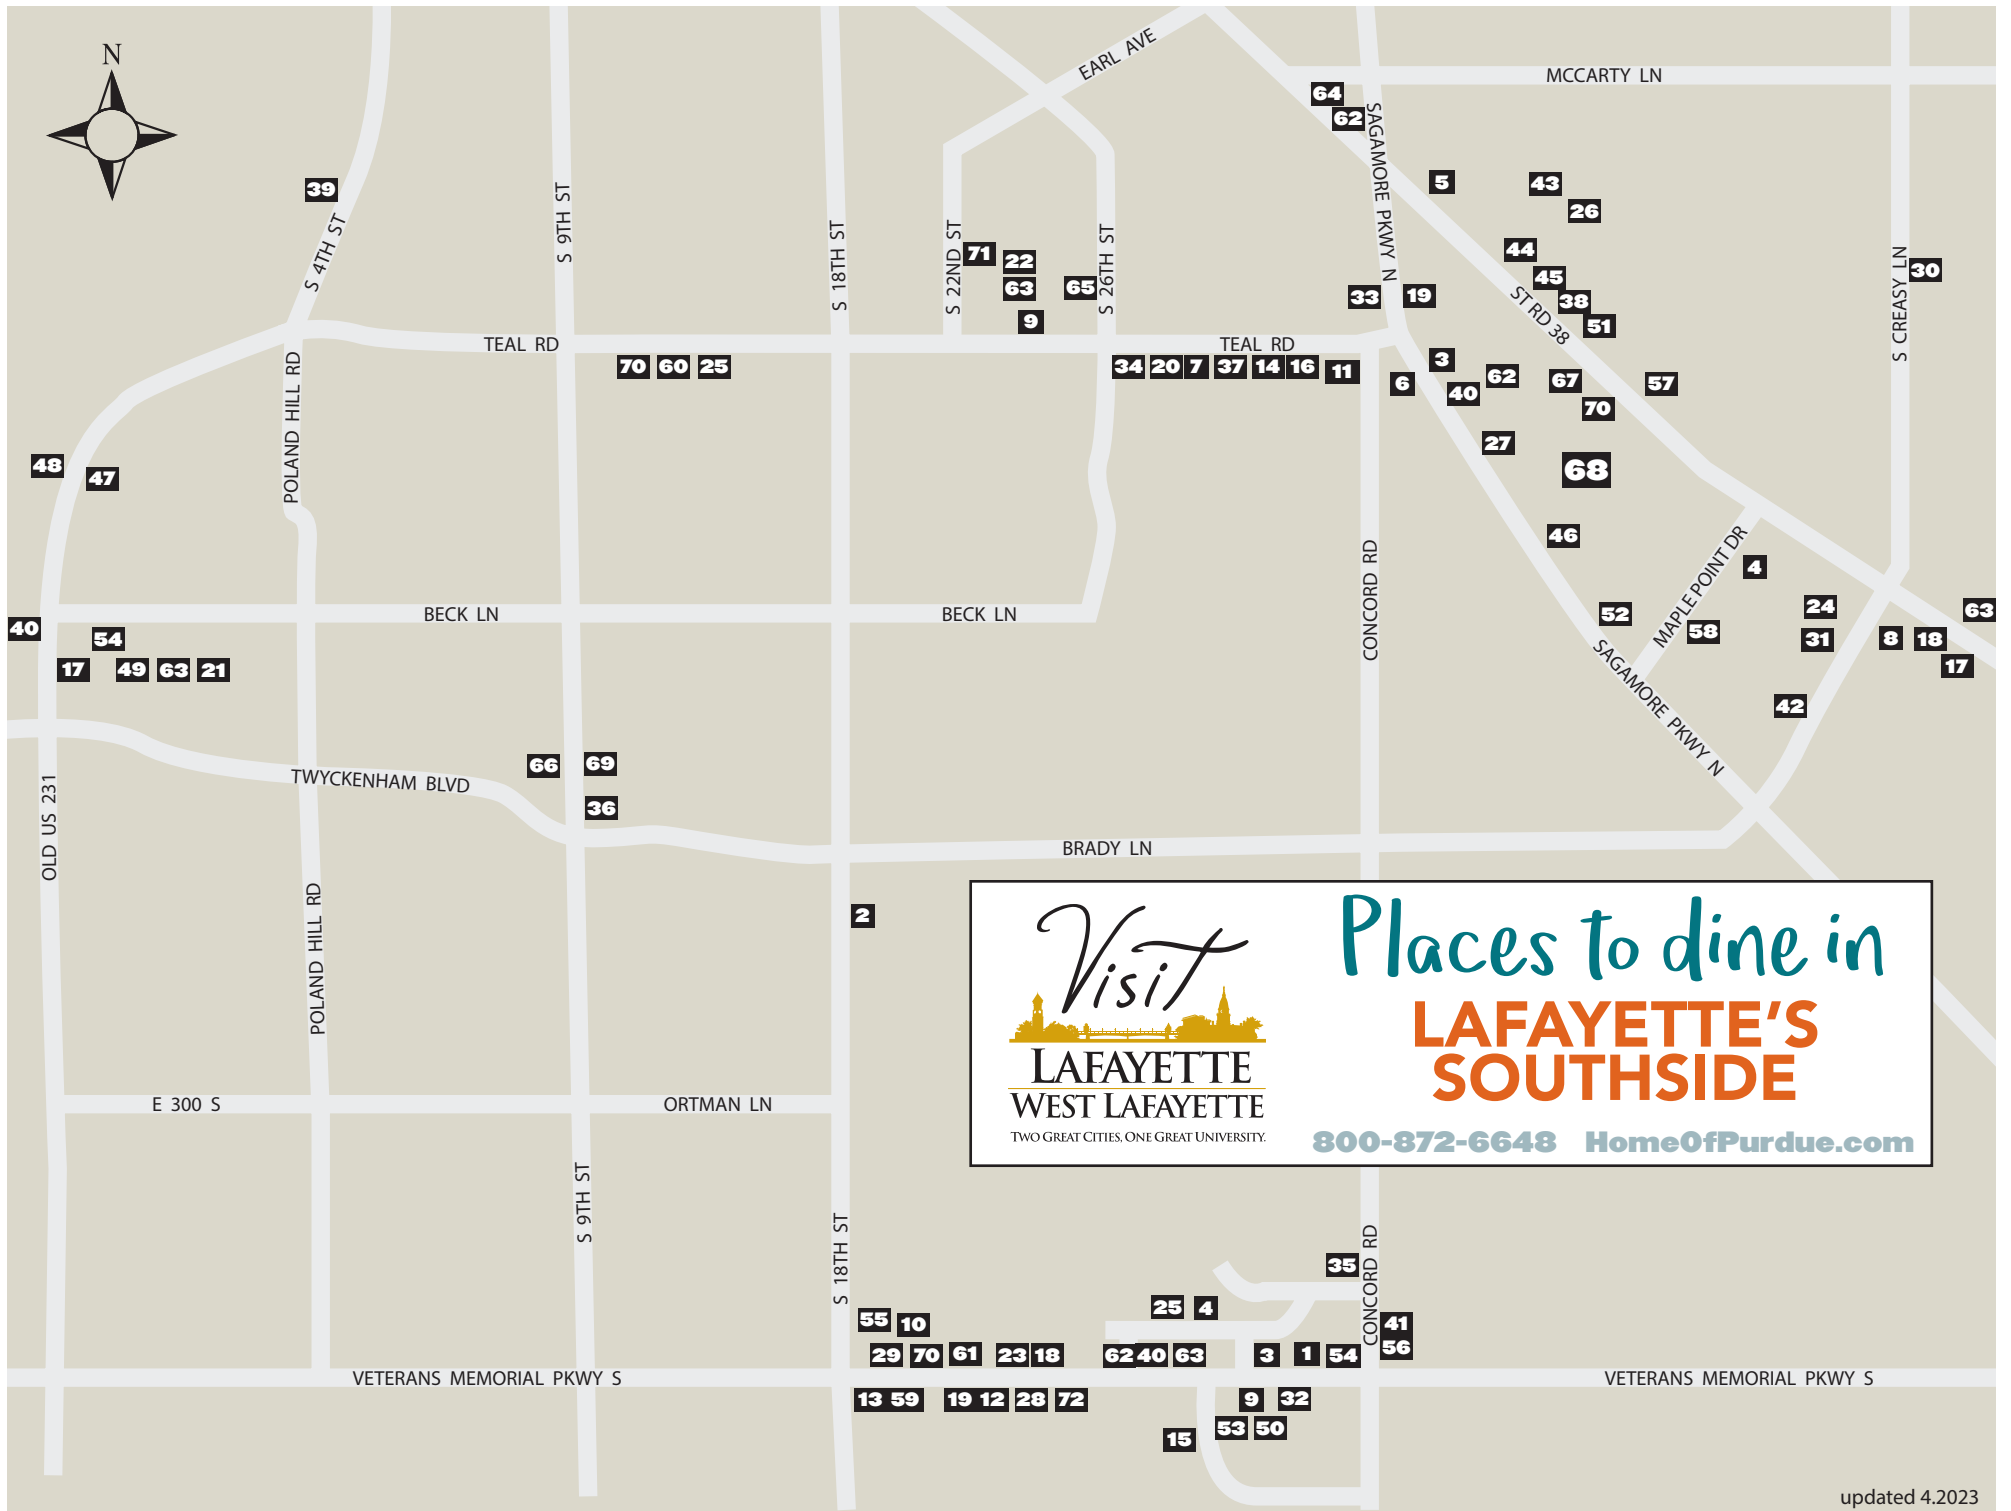 N
EARL AVE
MCCARTY LN
64
62
SAGAMORE PKWY N
39
S 4TH ST
S 9TH ST
S 18TH ST
S 22ND ST
71
22
63
65
9
S 26TH ST
5
43
26
44
45
38
51
ST RD 38
33
19
S CREASY LN
30
TEAL RD
TEAL RD
70 60 25
34 20 7 37 14 16 11
3
6
40
62
67
57
70
27
68
POLAND HILL RD
48
47
46
CONCORD RD
MAPLE POINT DR
4
52
58
24
31
63
8
18
17
42
SAGAMORE PKWY N
BECK LN
BECK LN
40
54
17
49 63 21
66
69
36
TWYCKENHAM BLVD
OLD US 231
BRADY LN
POLAND HILL RD
2
Visit
LAFAYETTE
WEST LAFAYETTE
TWO GREAT CITIES, ONE GREAT UNIVERSITY.
Places to dine in
LAFAYETTE'S
SOUTHSIDE
800-872-6648 HomeOfPurdue.com
E 300 S
ORTMAN LN
S 9TH ST
S 18TH ST
CONCORD RD
35
25 4
55 10
41
56
29 70 61 23 18
62 40 63
3 1 54
VETERANS MEMORIAL PKWY S
VETERANS MEMORIAL PKWY S
13 59 19 12 28 72
9 32
53 50
15
updated 4.2023